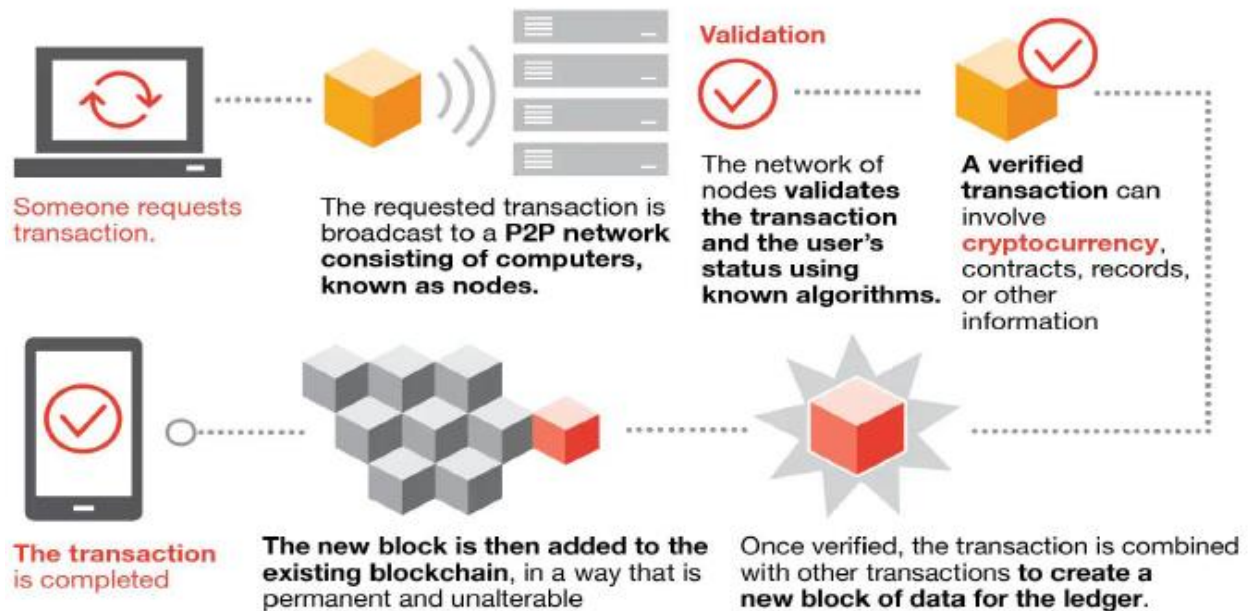 Someone requests
transaction.
The requested transaction is
broadcast to a P2P network
consisting of computers,
known as nodes.
Validation
The network of
nodes validates
the transaction
and the user's
status using
known algorithms.
A verified
transaction can
involve
cryptocurrency,
contracts, records,
or other
information
Once verified, the transaction is combined
with other transactions to create a
new block of data for the ledger.
The new block is then added to the
existing blockchain, in a way that is
permanent and unalterable
The transaction
is completed